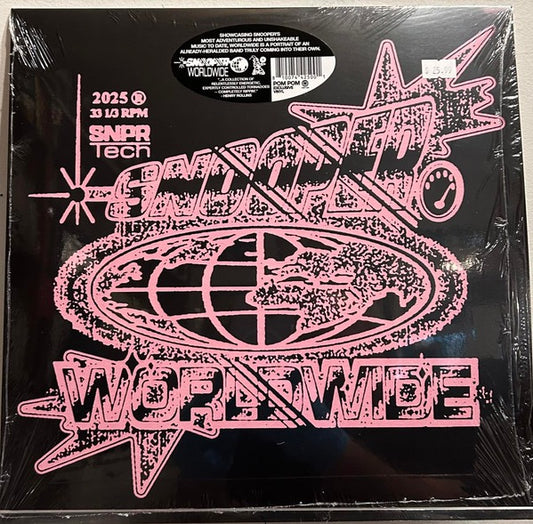 SHOWCASING SNOOPER'S
MOST ADVENTUROUS AND UNSHAKEABLE
MUSIC TO DATE, WORLDWIDE IS A PORTRAIT OF AN
ALREADY-HERALDED BAND TRULY COMING INTO THEIR OWN.
SNOOPER
WORLDWIDE
"...A COLLECTION OF
RELENTLESSLY ENERGETIC,
EXPERTLY CONTROLLED TORNADOES
- COMPLETELY RIPPIN'."
- HENRY ROLLINS
POM POM
EXCLUSIVE
VINYL
2025 ®
33 1/3 RPM
SNPR
Tech
SNOOPER
WORLDWIDE